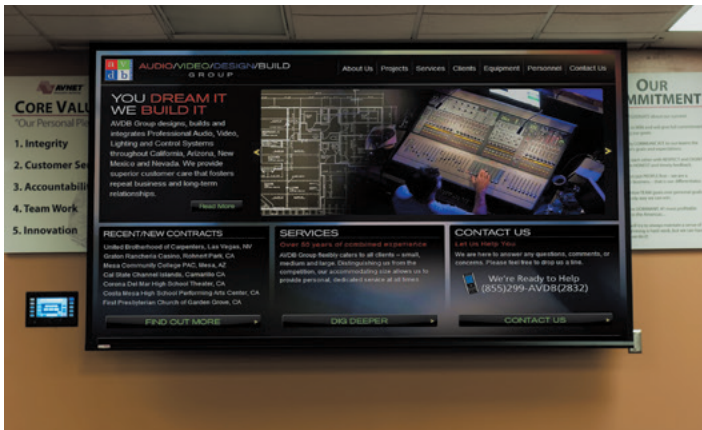 AVNET
CORE VAL
"Our Personal Ple
1. Integrity
2. Customer Ser
3. Accountabili
4. Team Work
5. Innovation
av
db
AUDIO/VIDEO/DESIGN/BUILD
GROUP
About Us Projects Services Clients Equipment Personnel Contact Us
YOU DREAM IT
WE BUILD IT
AVDB Group designs, builds and
integrates Professional Audio, Video,
Lighting and Control Systems
throughout California, Arizona, New
Mexico and Nevada. We provide
superior customer care that fosters
repeat business and long-term
relationships.
Read More
RECENT/NEW CONTRACTS
United Brotherhood of Carpenters, Las Vegas, NV
Graton Rancheria Casino, Rohnert Park, CA
Mesa Community College PAC, Mesa, AZ
Cal State Channel Islands, Camarillo CA
Corona Del Mar High School Theater, CA
Costa Mesa High School Performing Arts Center, CA
First Presbyterian Church of Garden Grove, CA
FIND OUT MORE
SERVICES
Over 50 years of combined experience
AVDB Group flexibly caters to all clients – small,
medium and large. Distinguishing us from the
competition, our accommodating size allows us to
provide personal, dedicated service at all times
DIG DEEPER
CONTACT US
Let Us Help You
We are here to answer any questions, comments, or
concerns. Please feel free to drop us a line.
We're Ready to Help
(855)299-AVDB(2832)
CONTACT US
OUR
MMITMENT